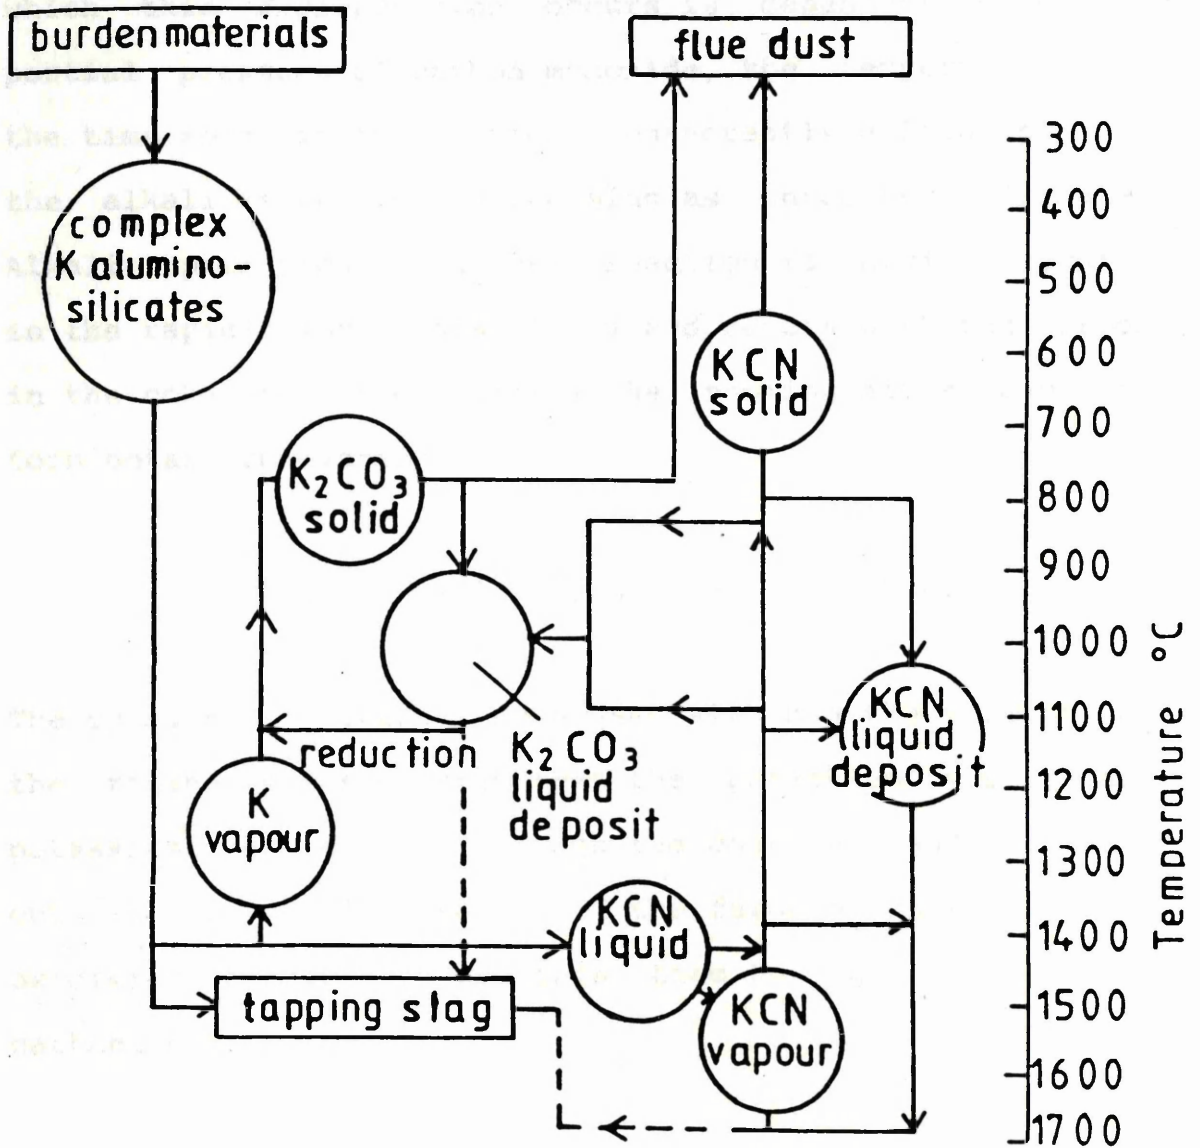 burden materials
flue dust
complex
K alumino-
silicates
KCN
solid
K2CO3
solid
K2CO3
liquid
deposit
reduction
K
vapour
KCN
liquid
deposit
KCN
liquid
KCN
vapour
tapping slag
300
400
500
600
700
800
900
1000
1100
1200
1300
1400
1500
1600
1700
Temperature °C